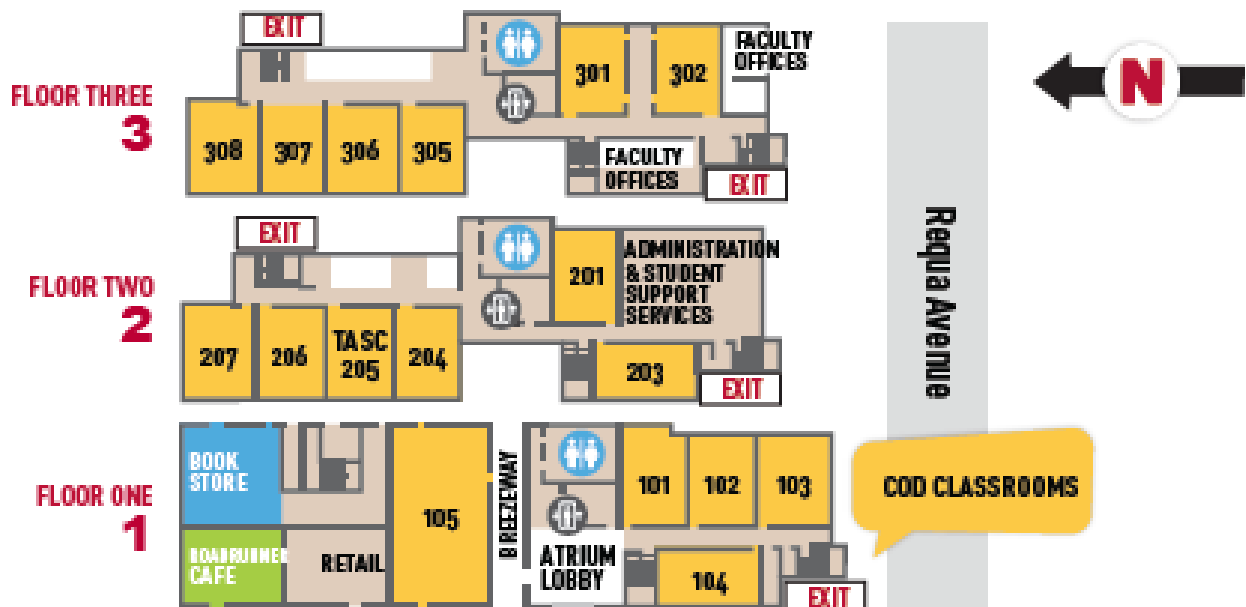 EXIT
FLOOR THREE
3
301
302
FACULTY
OFFICES
N
308
307
306
305
FACULTY
OFFICES
EXIT
EXIT
FLOOR TWO
2
201
ADMINISTRATION
& STUDENT
SUPPORT
SERVICES
207
206
TASC
205
204
203
EXIT
Requa Avenue
FLOOR ONE
1
BOOK
STORE
ROADRUNNER
CAFE
RETAIL
105
BREEZEWAY
ATRIUM
LOBBY
101
102
103
104
EXIT
COD CLASSROOMS